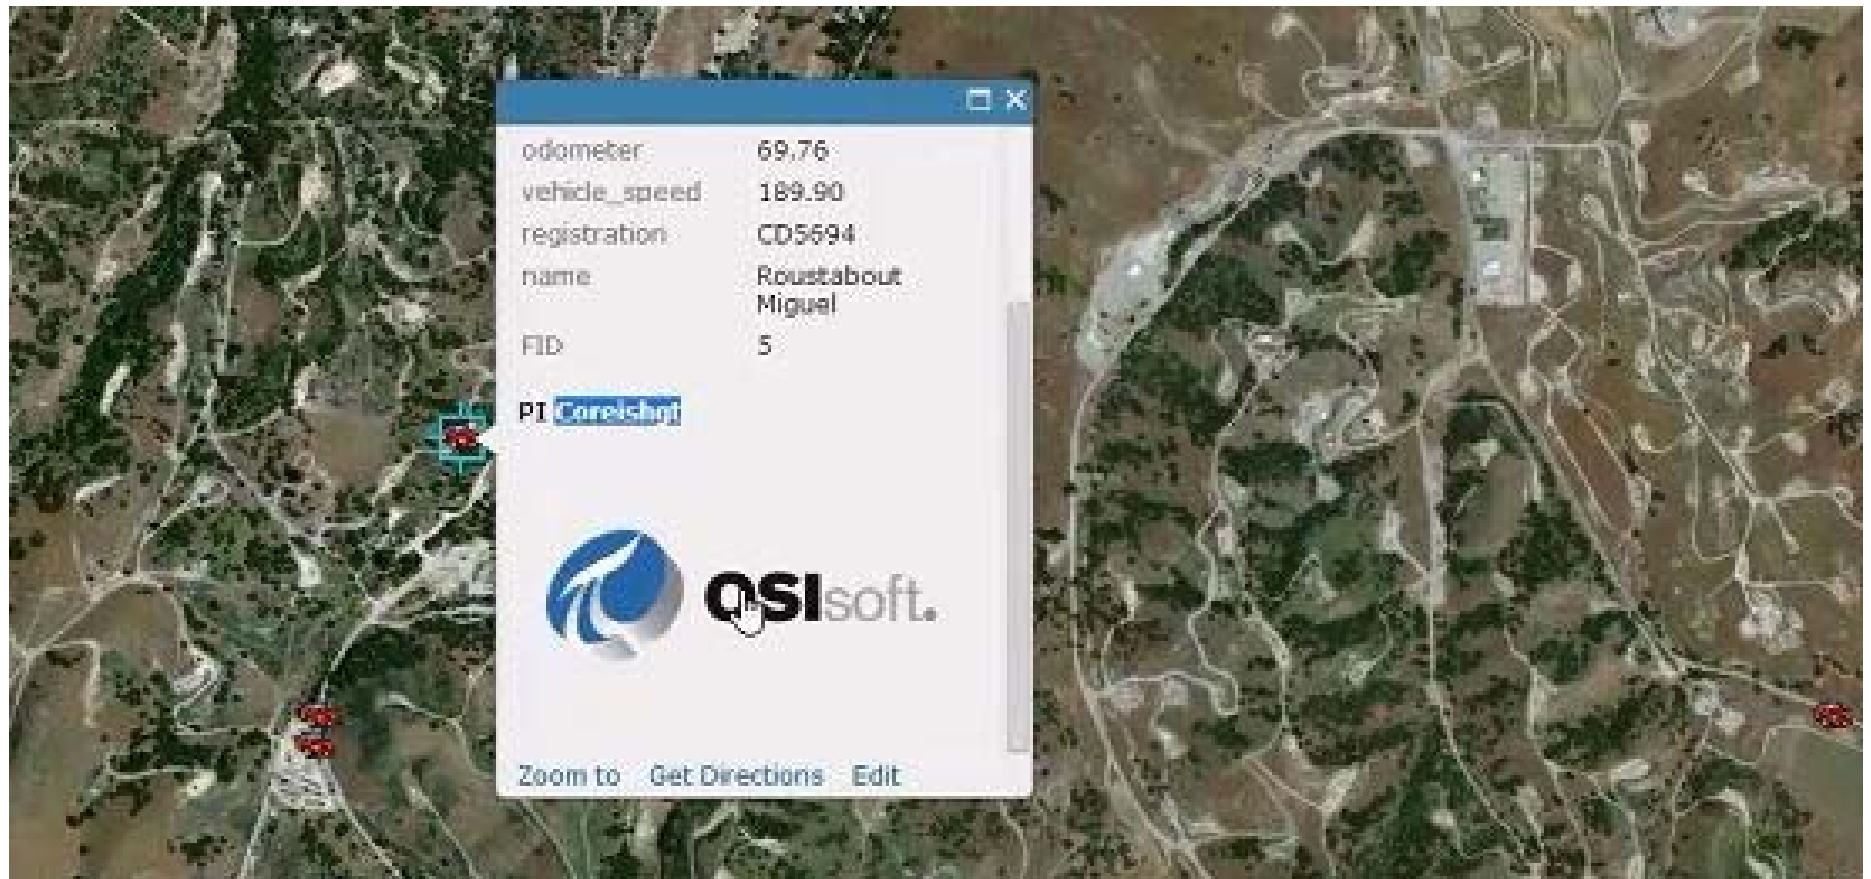 odometer 69.76
vehicle_speed 189.90
registration CD5694
name Roustabout
Miguel
FID 5
PI Coreishqt
OSIsoft.
Zoom to Get Directions Edit